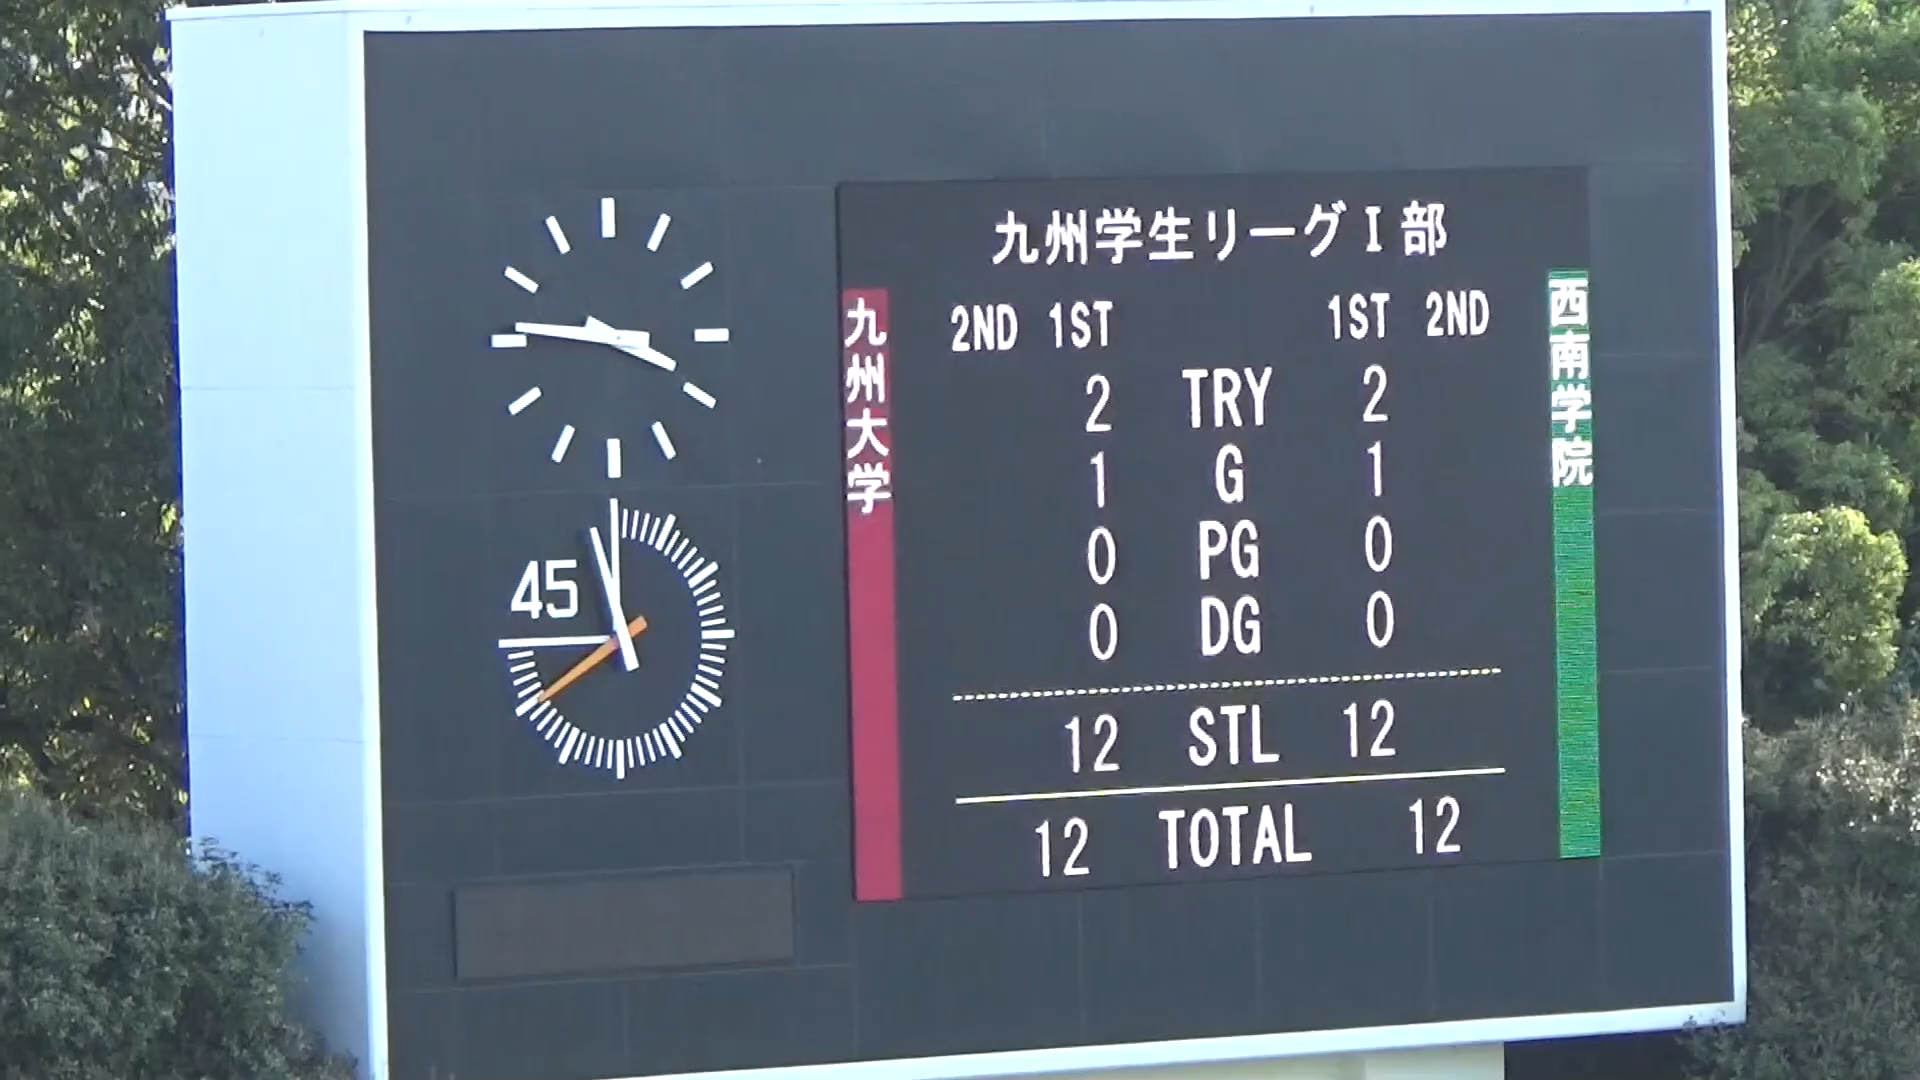 九州学生リーグⅠ部
九州大学
西南学院
2ND 1ST 1ST 2ND
2 TRY 2
1 G 1
0 PG 0
0 DG 0
12 STL 12
12 TOTAL 12
45